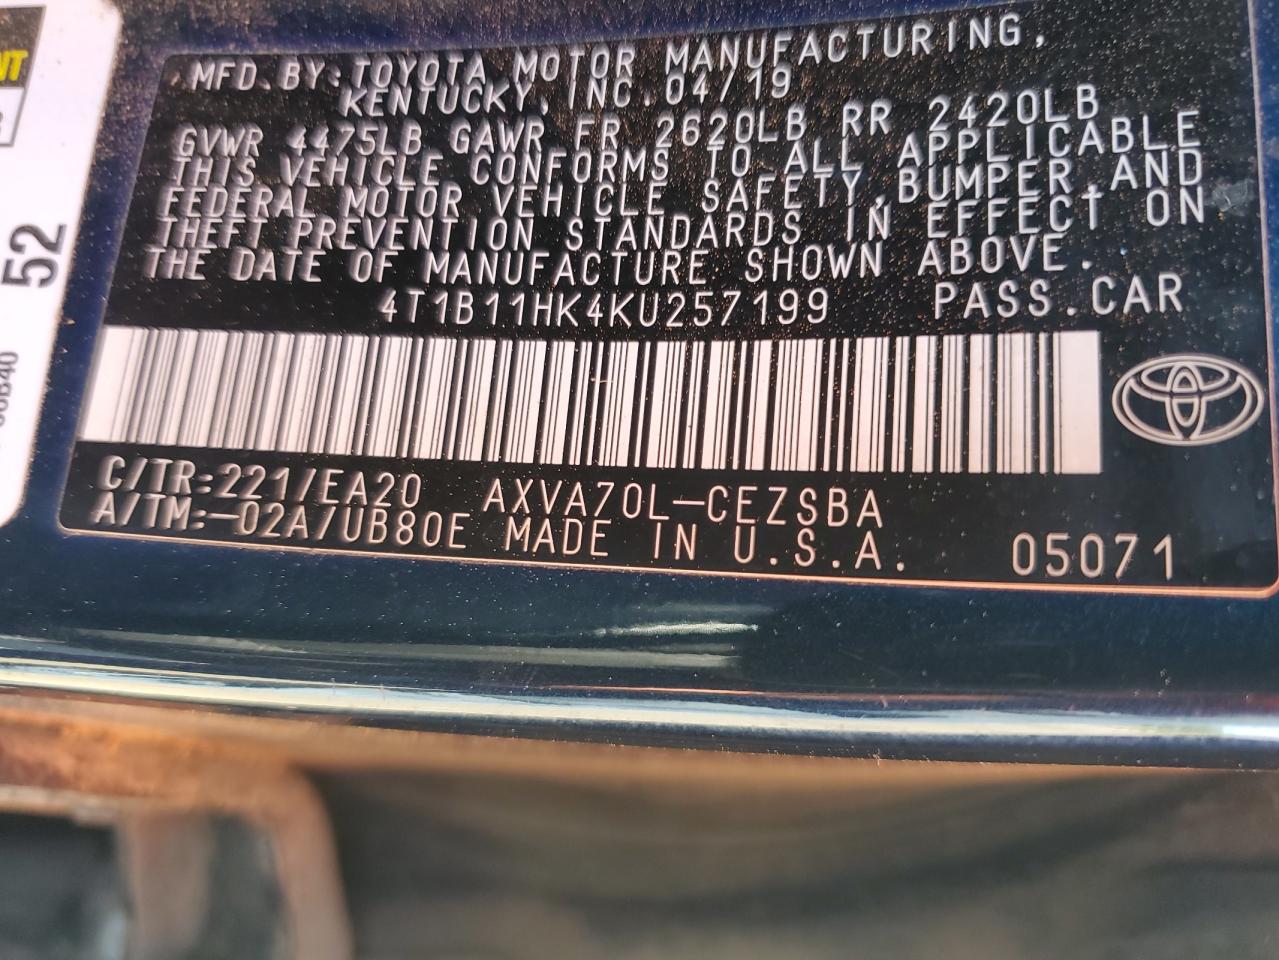 NT
52
MFD.BY:TOYOTA MOTOR MANUFACTURING,
KENTUCKY, INC.04/19
GVWR 4475LB GAWR FR 2620LB RR 2420LB
THIS VEHICLE CONFORMS TO ALL APPLICABLE
FEDERAL MOTOR VEHICLE SAFETY,BUMPER,AND
THEFT PREVENTION STANDARDS IN EFFECT ON
THE DATE OF MANUFACTURE SHOWN ABOVE.
4T1B11HK4KU257199 PASS.CAR
C/TR:221/EA20 AXVA70L-CEZSBA
A/TM:-02A/UB80E MADE IN U.S.A. 05071